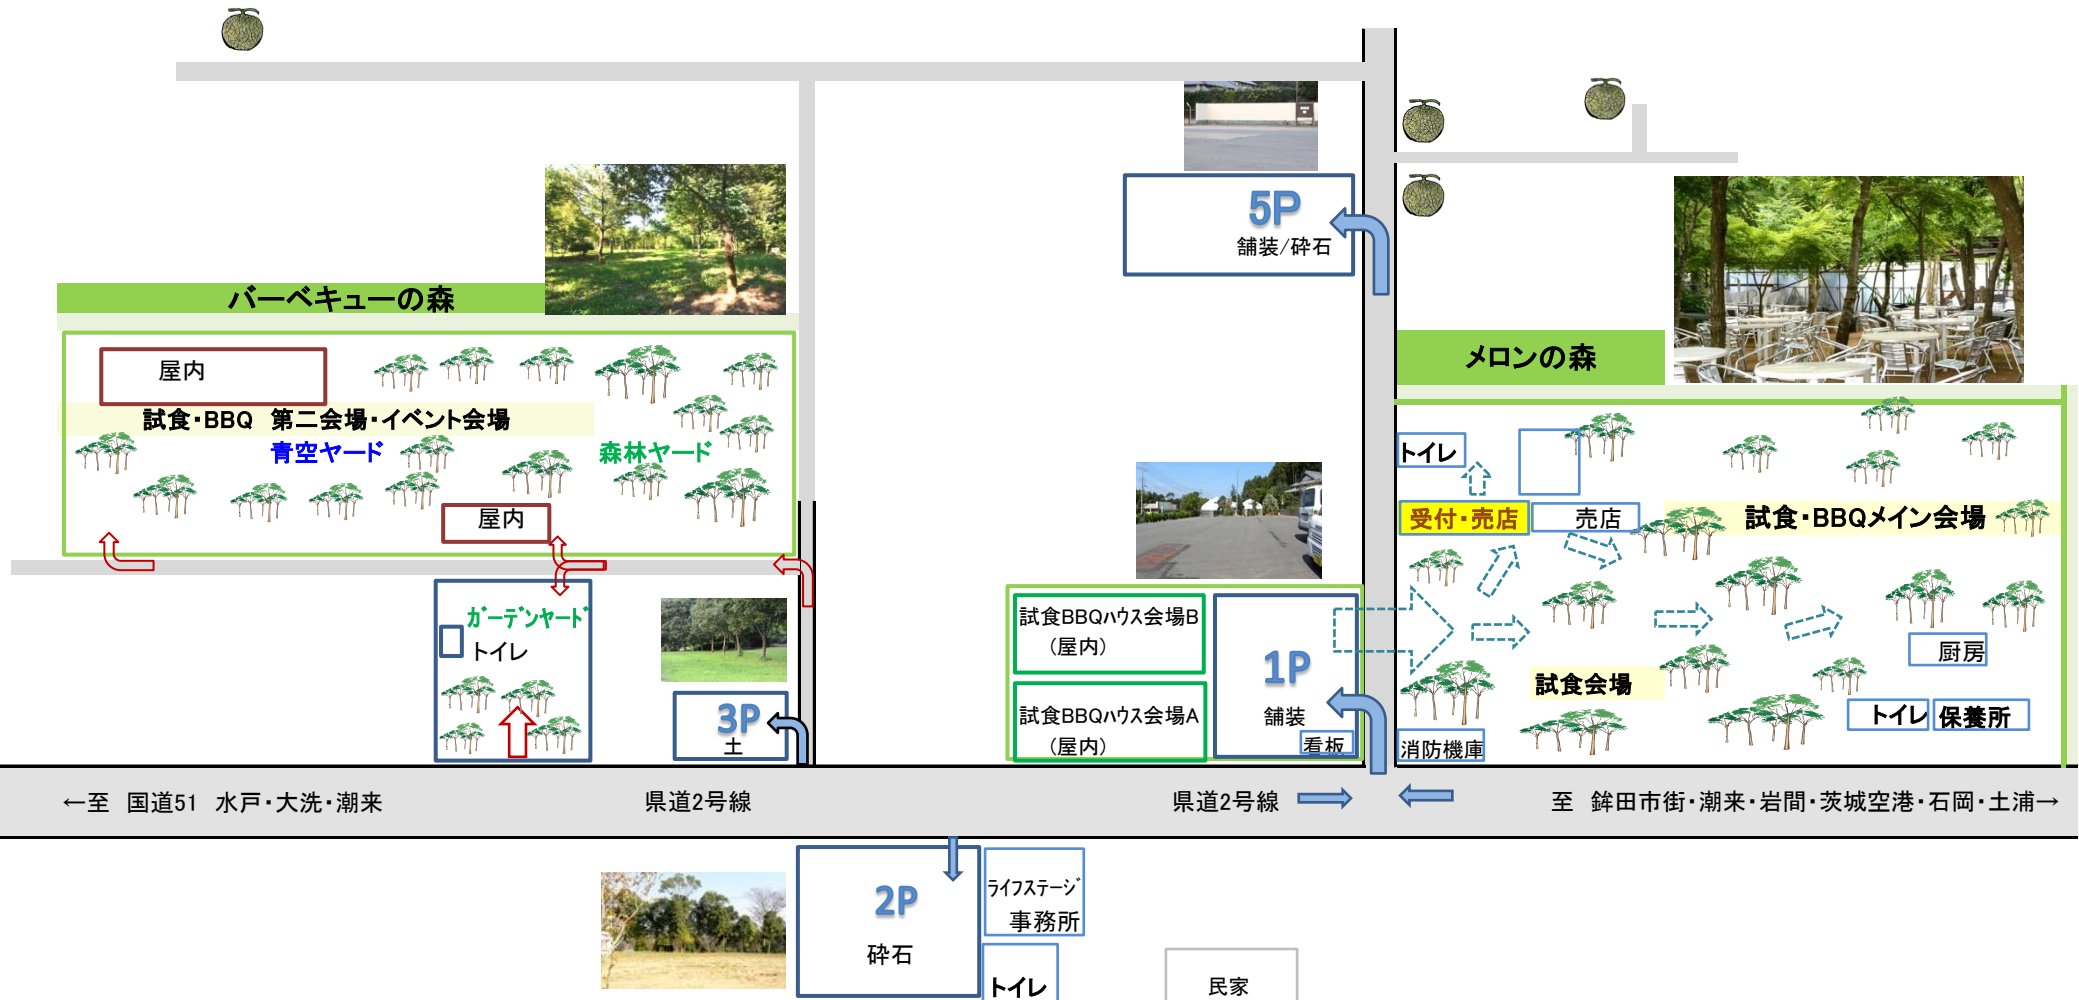 5P
舗装/砕石
バーベキューの森
メロンの森
屋内
試食・BBQ 第二会場・イベント会場
青空ヤード
森林ヤード
屋内
トイレ
受付・売店
売店
試食・BBQメイン会場
ガーデンヤード
トイレ
試食BBQハウス会場B
(屋内)
1P
舗装
看板
試食BBQハウス会場A
(屋内)
3P
土
厨房
試食会場
トイレ
保養所
消防機庫
←至 国道51 水戸・大洗・潮来
県道2号線
県道2号線
至 鉾田市街・潮来・岩間・茨城空港・石岡・土浦→
2P
砕石
ライフステージ
事務所
トイレ
民家